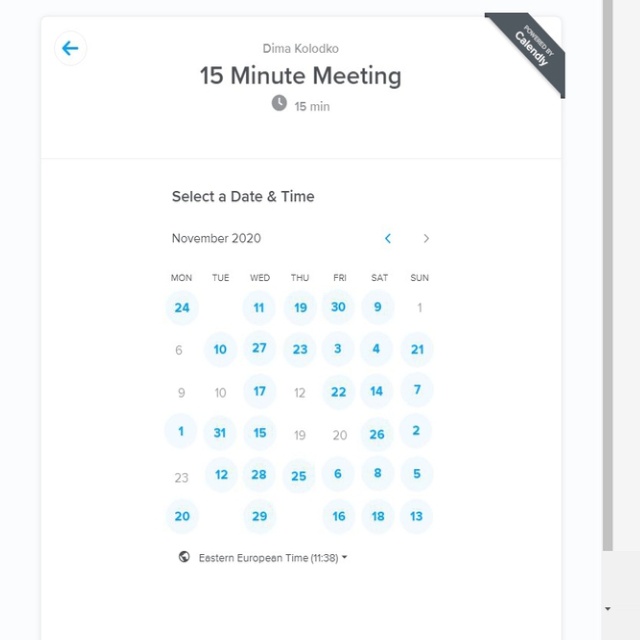 Dima Kolodko
15 Minute Meeting
15 min
POWERED BY
Calendly
Select a Date & Time
November 2020
MON TUE WED THU FRI SAT SUN
24 11 19 30 9 1
6 10 27 23 3 4 21
9 10 17 12 22 14 7
1 31 15 19 20 26 2
23 12 28 25 6 8 5
20 29 16 18 13
Eastern European Time (11:38)